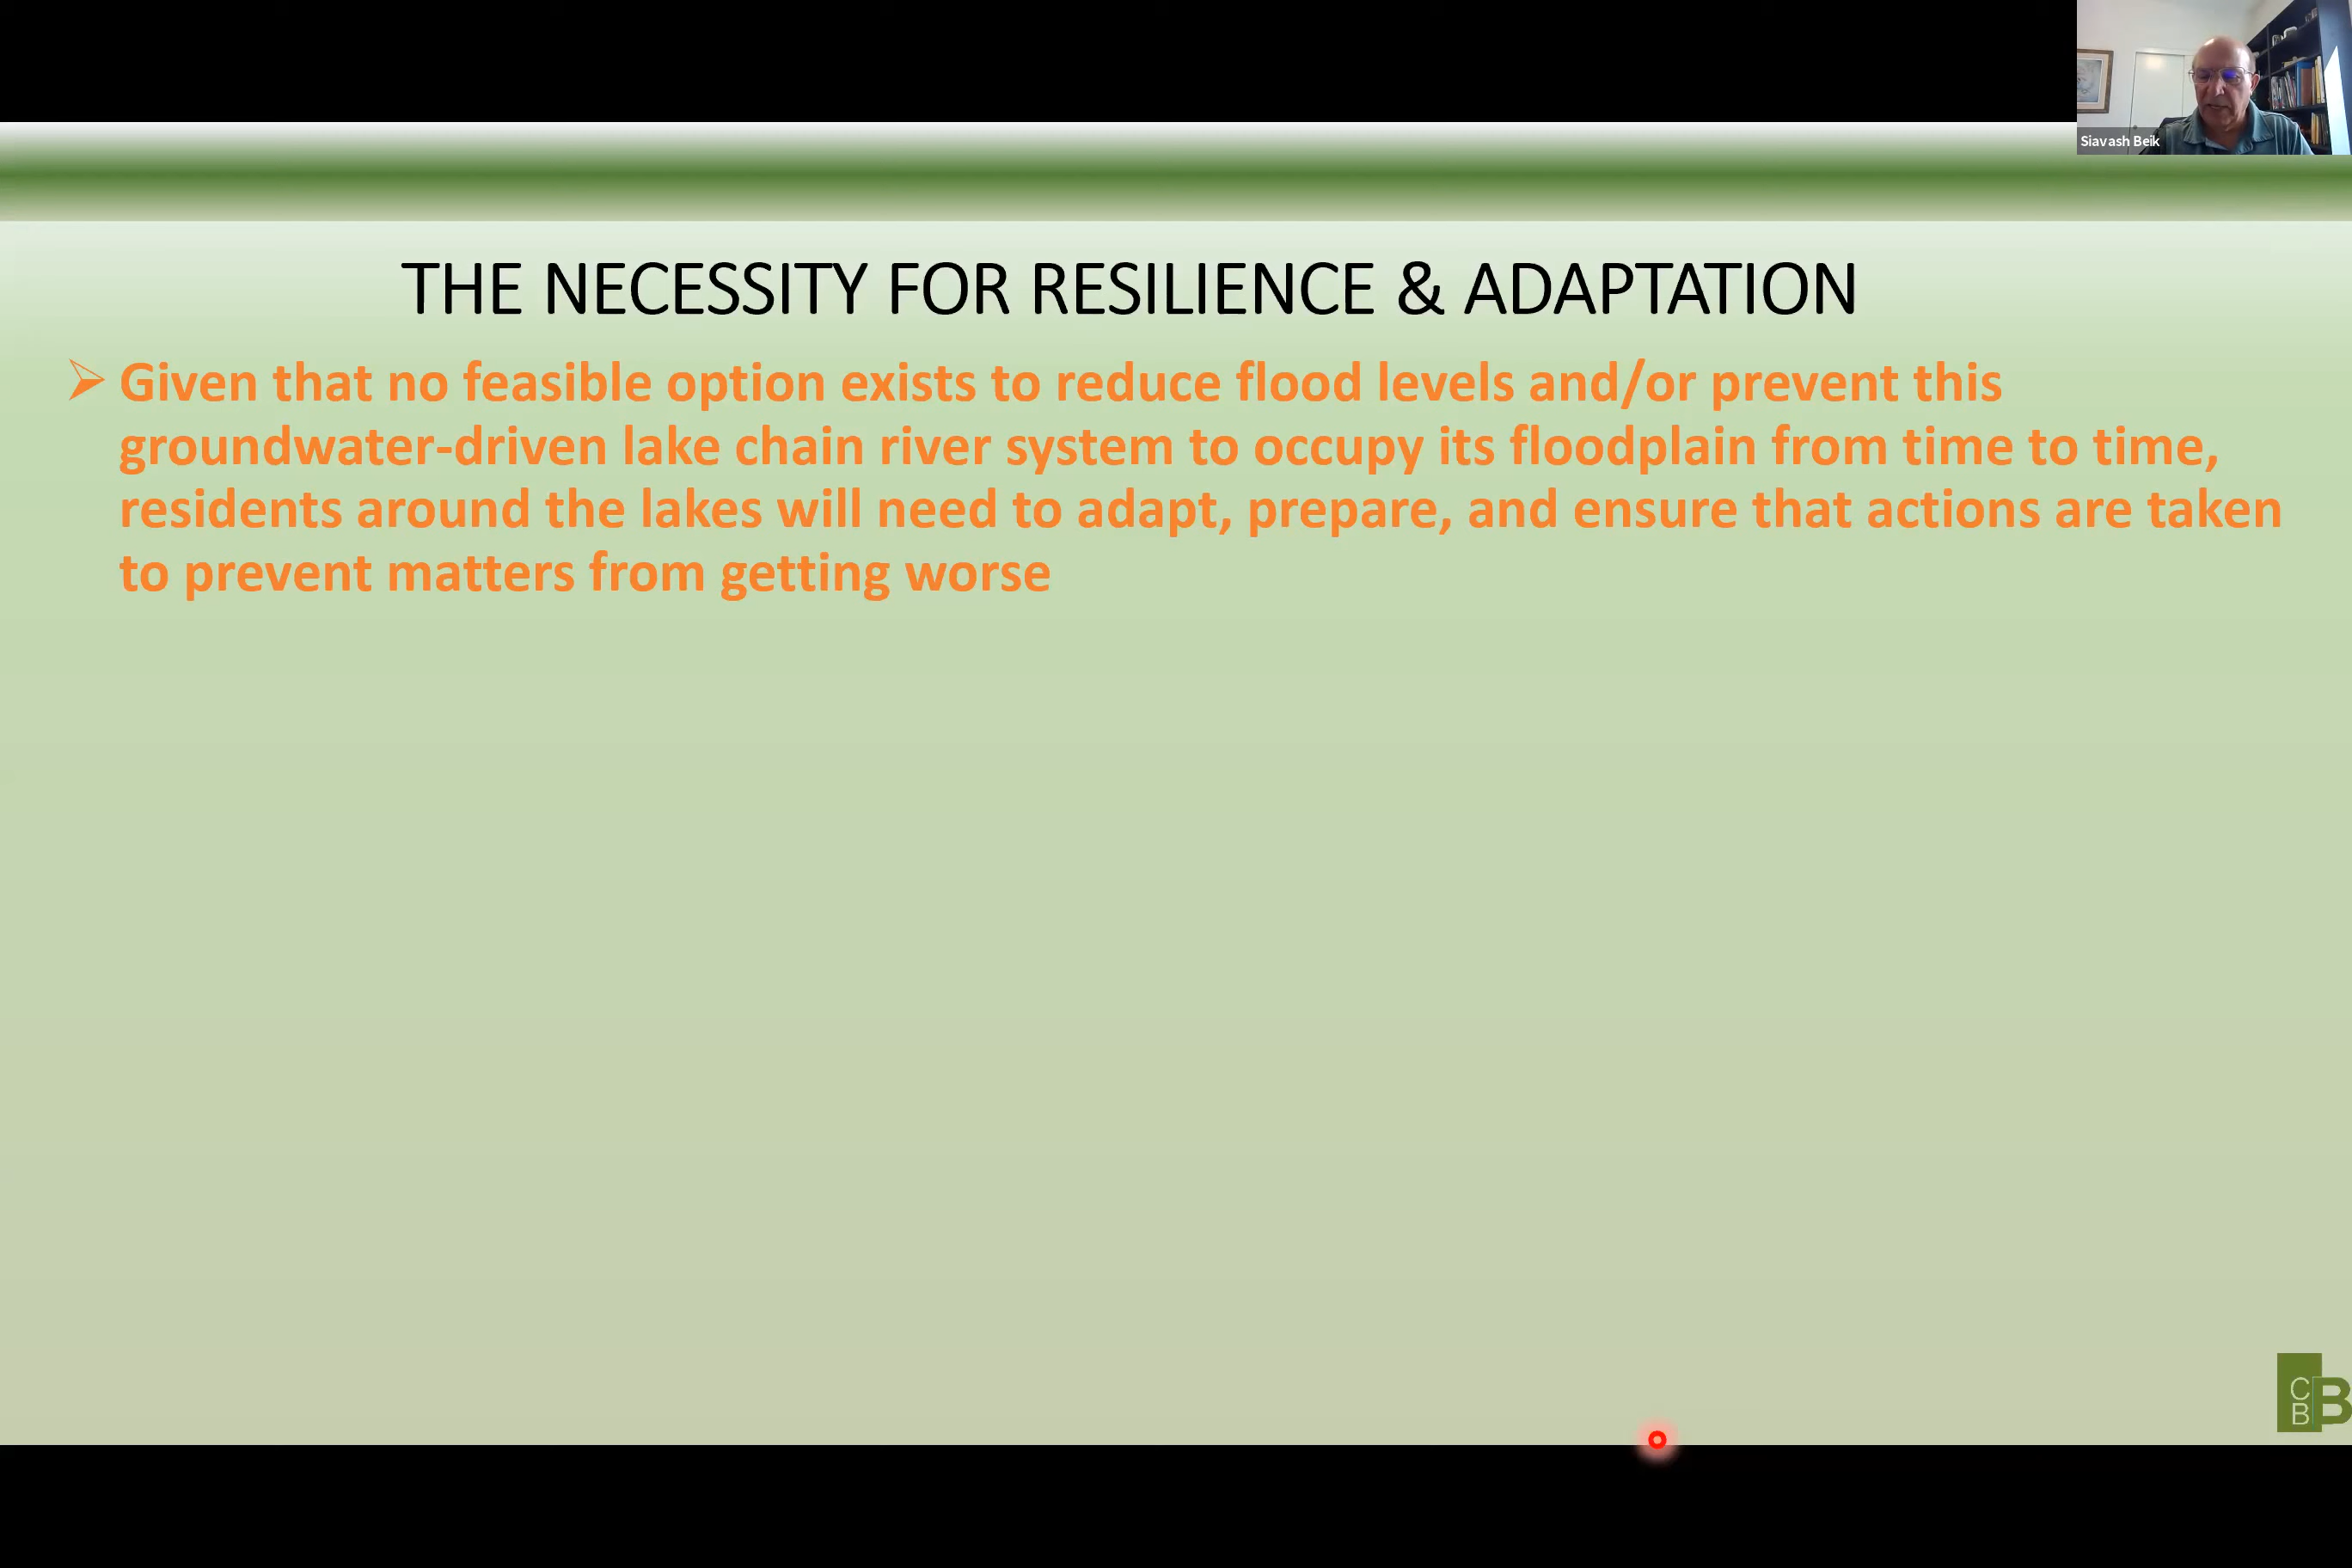 Siavash Beik
THE NECESSITY FOR RESILIENCE & ADAPTATION
Given that no feasible option exists to reduce flood levels and/or prevent this
groundwater-driven lake chain river system to occupy its floodplain from time to time,
residents around the lakes will need to adapt, prepare, and ensure that actions are taken
to prevent matters from getting worse
C
B
B